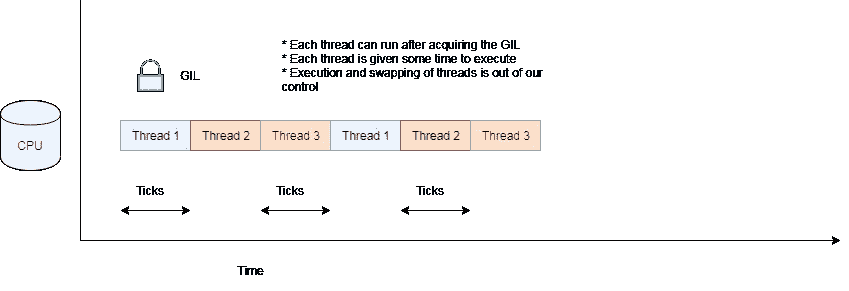 * Each thread can run after acquiring the GIL
* Each thread is given some time to execute
* Execution and swapping of threads is out of our
control
GIL
Thread 1 Thread 2 Thread 3 Thread 1 Thread 2 Thread 3
CPU
Ticks Ticks Ticks
Time